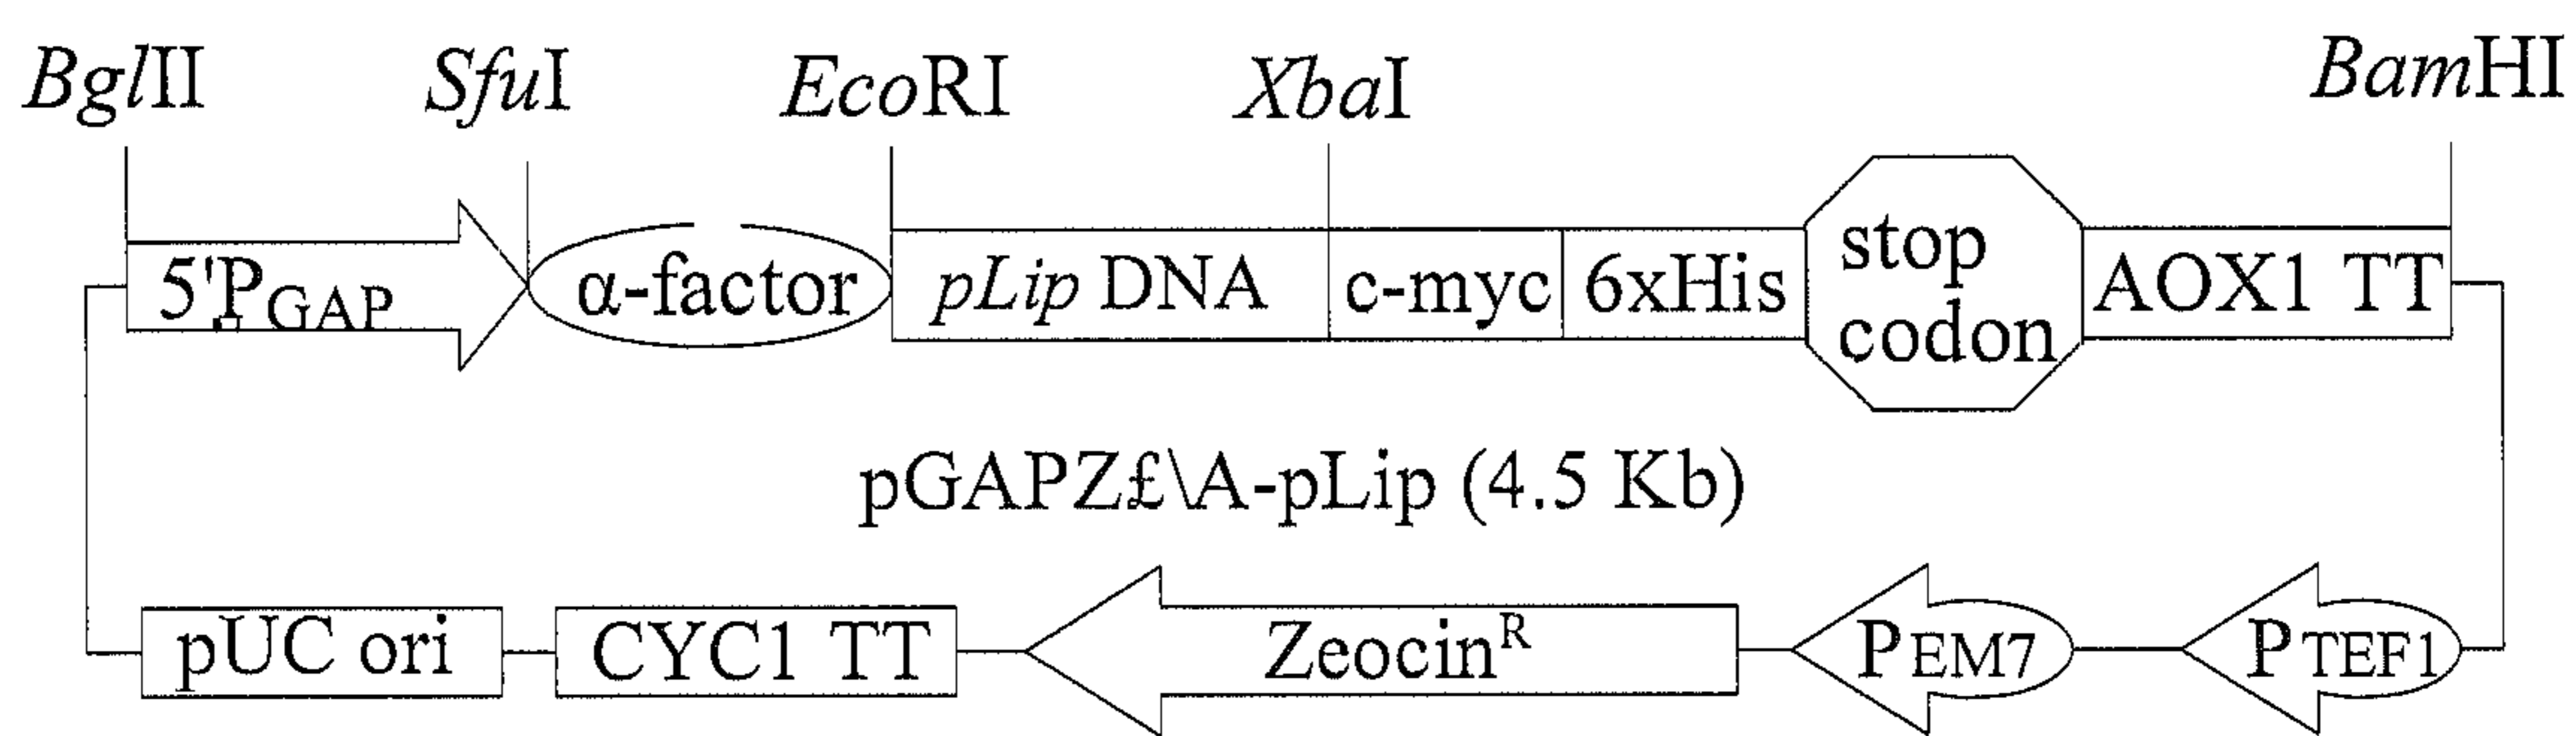 BglII SfuI EcoRI XbaI BamHI
5'PGAP α-factor pLip DNA c-myc 6xHis stop codon AOX1 TT
pGAPZ£\A-pLip (4.5 Kb)
pUC ori CYC1 TT ZeocinR PEM7 PTEF1